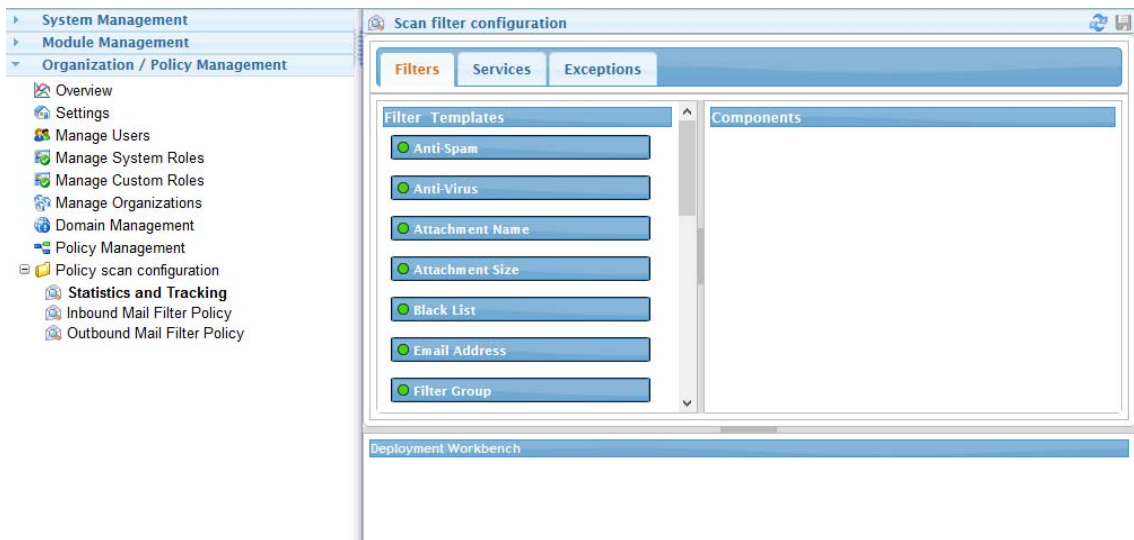 System Management
Module Management
Organization / Policy Management
Overview
Settings
Manage Users
Manage System Roles
Manage Custom Roles
Manage Organizations
Domain Management
Policy Management
Policy scan configuration
Statistics and Tracking
Inbound Mail Filter Policy
Outbound Mail Filter Policy
Scan filter configuration
Filters
Services
Exceptions
Filter Templates
Anti-Spam
Anti-Virus
Attachment Name
Attachment Size
Black List
Email Address
Filter Group
Components
Deployment Workbench